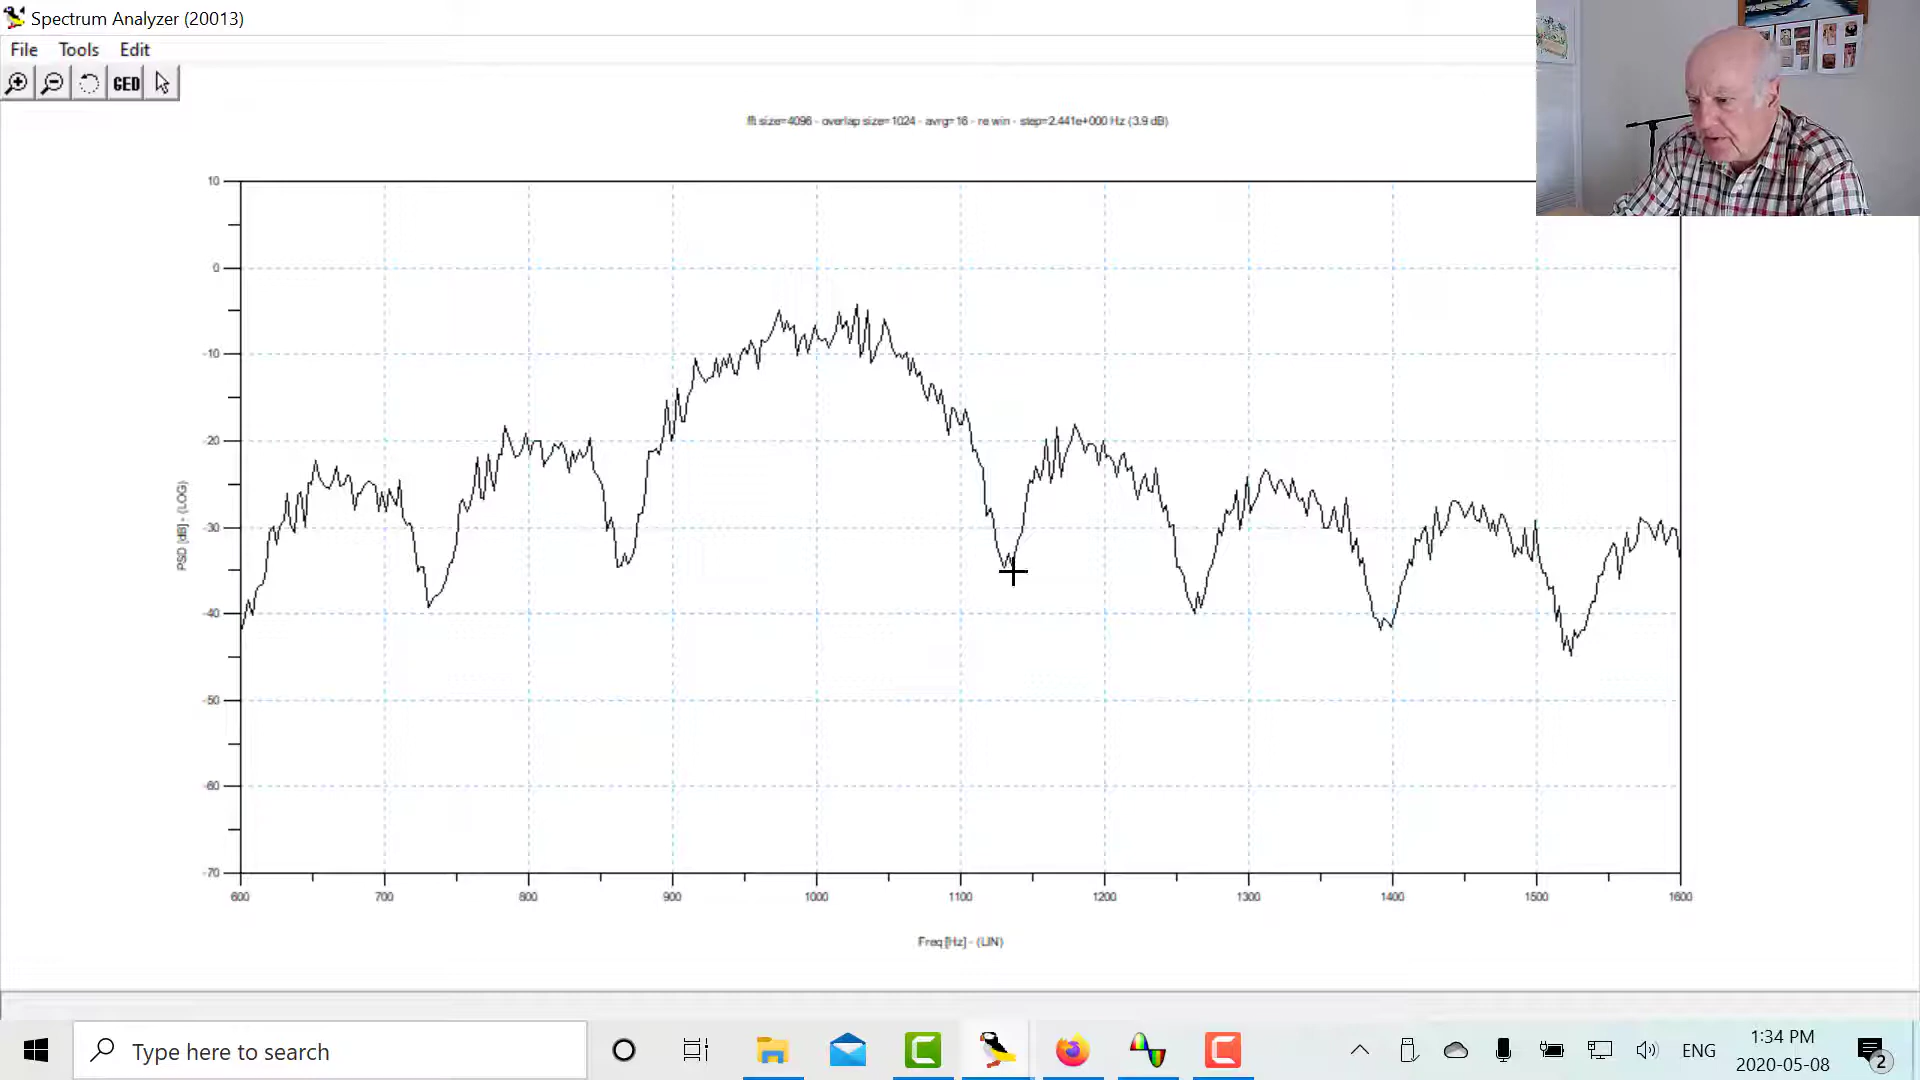 Spectrum Analyzer (20013)
File Tools Edit
GED
fft size=4096 - overlap size=1024 - avrg=16 - re win - step=2.441e+000 Hz (3.9 dB)
10
0
-10
-20
-30
-40
-50
-60
-70
PSD [dB] - (LOG)
600 700 800 900 1000 1100 1200 1300 1400 1500 1600
Freq [Hz] - (LIN)
Type here to search
ENG
1:34 PM
2020-05-08
2